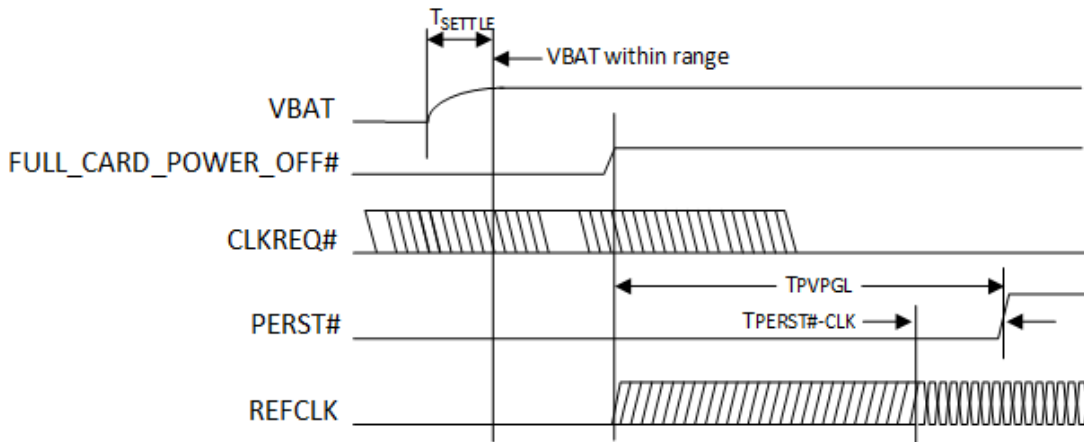 TSETTLE
VBAT within range
VBAT
FULL_CARD_POWER_OFF#
CLKREQ#
TPVPGL
PERST#
TPERST#-CLK
REFCLK